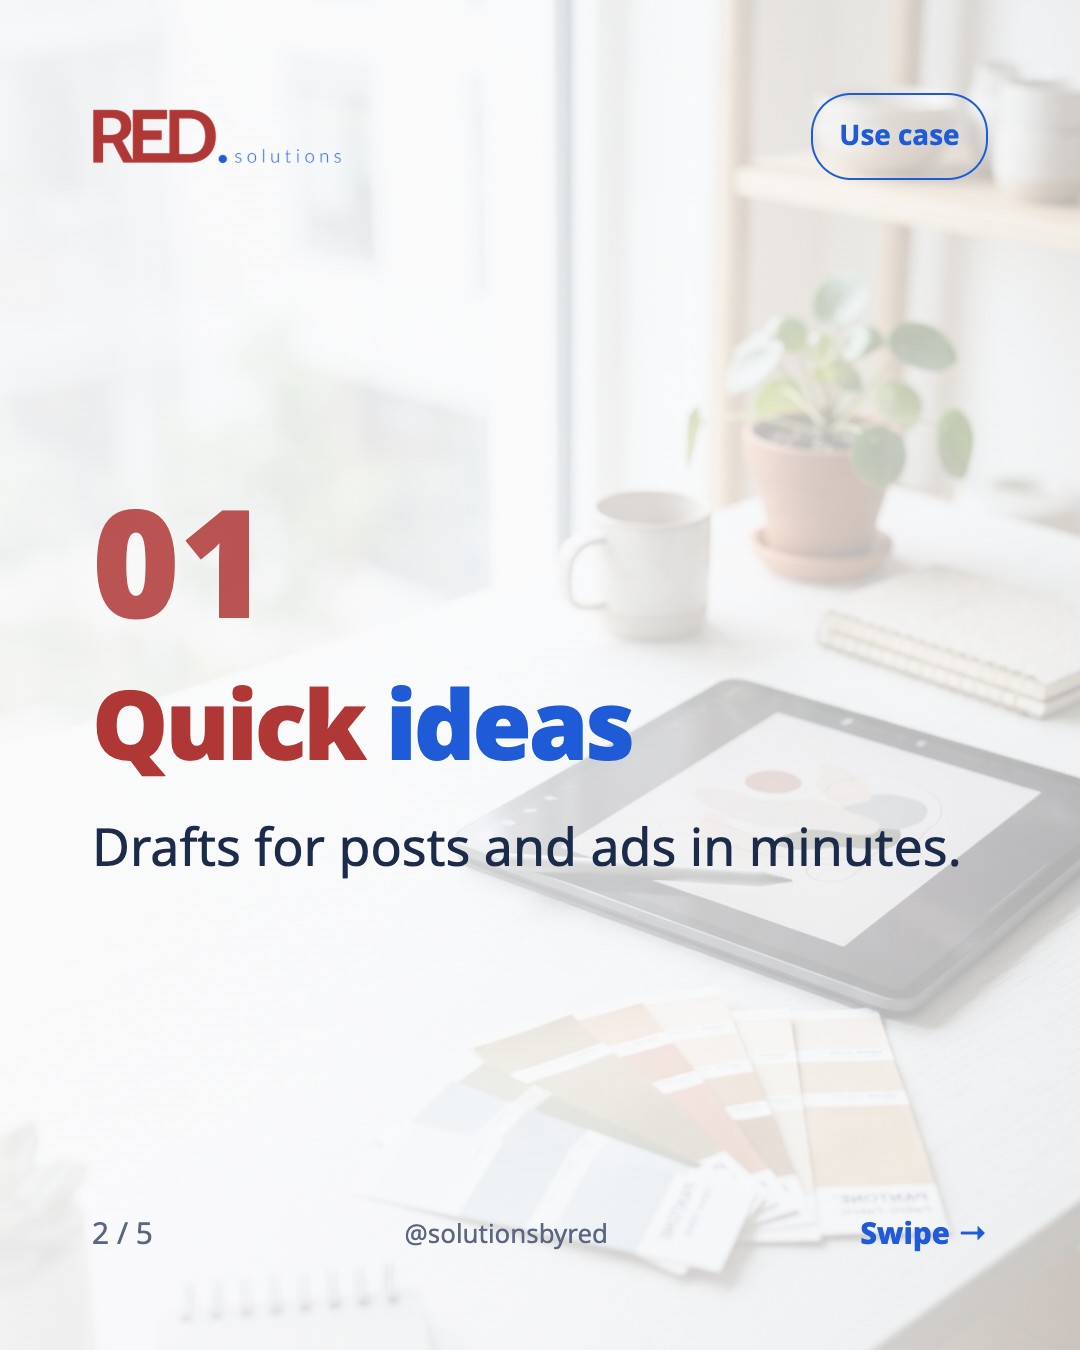 RED.solutions
Use case
01
Quick ideas
Drafts for posts and ads in minutes.
2 / 5
@solutionsbyred
Swipe →